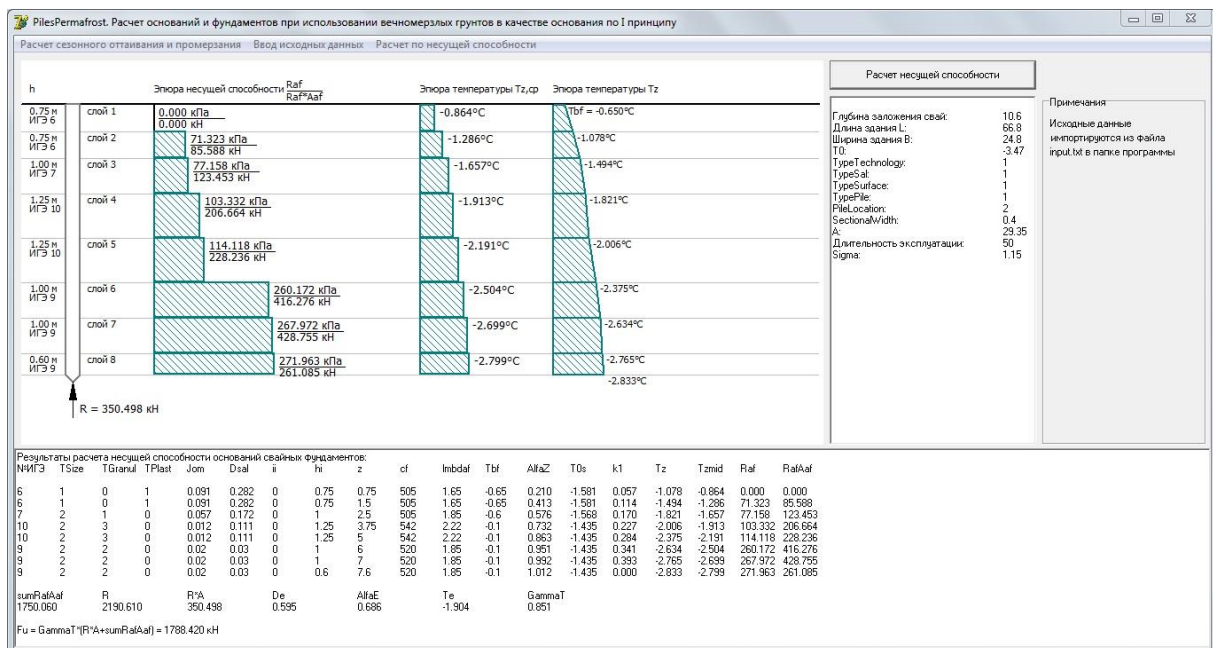 PilesPermafrost. Расчет оснований и фундаментов при использовании вечномерзлых грунтов в качестве основания по I принципу
Расчет сезонного оттаивания и промерзания Ввод исходных данных Расчет по несущей способности
h Эпюра несущей способности Raf
Raf*Aaf
Эпюра температуры Tz,ср Эпюра температуры Tz
0.75 м
ИГЭ 6
слой 1
0.000 кПа
0.000 кН
-0.864ºC
Tbf = -0.650ºC
0.75 м
ИГЭ 6
слой 2
71.323 кПа
85.588 кН
-1.286ºC
-1.078ºC
1.00 м
ИГЭ 7
слой 3
77.158 кПа
123.453 кН
-1.657ºC
-1.494ºC
1.25 м
ИГЭ 10
слой 4
103.332 кПа
206.664 кН
-1.913ºC
-1.821ºC
1.25 м
ИГЭ 10
слой 5
114.118 кПа
228.236 кН
-2.191ºC
-2.006ºC
1.00 м
ИГЭ 9
слой 6
260.172 кПа
416.276 кН
-2.504ºC
-2.375ºC
1.00 м
ИГЭ 9
слой 7
267.972 кПа
428.755 кН
-2.699ºC
-2.634ºC
0.60 м
ИГЭ 9
слой 8
271.963 кПа
261.085 кН
-2.799ºC
-2.765ºC
-2.833ºC
R = 350.498 кН
Расчет несущей способности
Глубина заложения свай: 10.6
Длина здания L: 66.8
Ширина здания B: 24.8
T0: -3.47
TypeTechnology: 1
TypeSal: 1
TypeSurface: 1
TypePile: 1
PileLocation: 2
SectionalWidth: 0.4
A: 29.35
Длительность эксплуатации: 50
Sigma: 1.15
Примечания
Исходные данные
импортируются из файла
input.txt в папке программы
Результаты расчета несущей способности оснований свайных фундаментов:
№ИГЭ TSize TGranul TPlast Jom Dsal ii hi z cf lmbdaf Tbf AlfaZ T0s k1 Tz Tzmid Raf RafAaf
6 1 0 1 0.091 0.282 0 0.75 0.75 505 1.65 -0.65 0.210 -1.581 0.057 -1.078 -0.864 0.000 0.000
6 1 0 1 0.091 0.282 0 0.75 1.5 505 1.65 -0.65 0.413 -1.581 0.114 -1.494 -1.286 71.323 85.588
7 2 1 0 0.057 0.172 0 1 2.5 505 1.85 -0.6 0.576 -1.568 0.170 -1.821 -1.657 77.158 123.453
10 2 3 0 0.012 0.111 0 1.25 3.75 542 2.22 -0.1 0.732 -1.435 0.227 -2.006 -1.913 103.332 206.664
10 2 3 0 0.012 0.111 0 1.25 5 542 2.22 -0.1 0.863 -1.435 0.284 -2.375 -2.191 114.118 228.236
9 2 2 0 0.02 0.03 0 1 6 520 1.85 -0.1 0.951 -1.435 0.341 -2.634 -2.504 260.172 416.276
9 2 2 0 0.02 0.03 0 1 7 520 1.85 -0.1 0.992 -1.435 0.393 -2.765 -2.699 267.972 428.755
9 2 2 0 0.02 0.03 0 0.6 7.6 520 1.85 -0.1 1.012 -1.435 0.000 -2.833 -2.799 271.963 261.085
sumRafAaf R R*A De AlfaE Te GammaT
1750.060 2190.610 350.498 0.595 0.686 -1.904 0.851
Fu = GammaT*(R*A+sumRafAaf) = 1788.420 кН